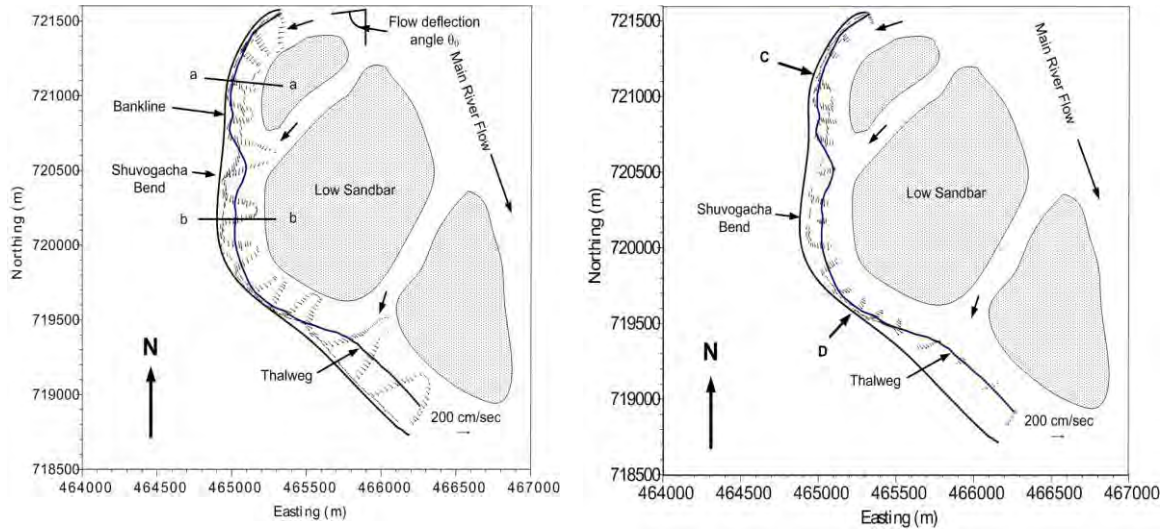 721500
721000
720500
720000
719500
719000
718500
Northing (m)
464000 464500 465000 465500 466000 466500 467000
Easting (m)
Flow deflection
angle θ₀
a a
Bankline
Main River Flow
Shuvogacha
Bend
Low Sandbar
b b
N
Thalweg
200 cm/sec
721500
721000
720500
720000
719500
719000
718500
Northing (m)
464000 464500 465000 465500 466000 466500 467000
Easting (m)
C
Main River Flow
Low Sandbar
Shuvogacha
Bend
N
D
Thalweg
200 cm/sec